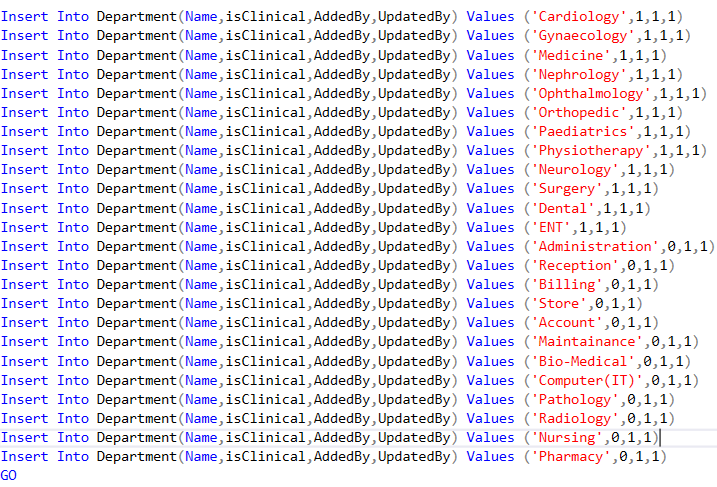 Insert Into Department(Name,isClinical,AddedBy,UpdatedBy) Values ('Cardiology',1,1,1)
Insert Into Department(Name,isClinical,AddedBy,UpdatedBy) Values ('Gynaecology',1,1,1)
Insert Into Department(Name,isClinical,AddedBy,UpdatedBy) Values ('Medicine',1,1,1)
Insert Into Department(Name,isClinical,AddedBy,UpdatedBy) Values ('Nephrology',1,1,1)
Insert Into Department(Name,isClinical,AddedBy,UpdatedBy) Values ('Ophthalmology',1,1,1)
Insert Into Department(Name,isClinical,AddedBy,UpdatedBy) Values ('Orthopedic',1,1,1)
Insert Into Department(Name,isClinical,AddedBy,UpdatedBy) Values ('Paediatrics',1,1,1)
Insert Into Department(Name,isClinical,AddedBy,UpdatedBy) Values ('Physiotherapy',1,1,1)
Insert Into Department(Name,isClinical,AddedBy,UpdatedBy) Values ('Neurology',1,1,1)
Insert Into Department(Name,isClinical,AddedBy,UpdatedBy) Values ('Surgery',1,1,1)
Insert Into Department(Name,isClinical,AddedBy,UpdatedBy) Values ('Dental',1,1,1)
Insert Into Department(Name,isClinical,AddedBy,UpdatedBy) Values ('ENT',1,1,1)
Insert Into Department(Name,isClinical,AddedBy,UpdatedBy) Values ('Administration',0,1,1)
Insert Into Department(Name,isClinical,AddedBy,UpdatedBy) Values ('Reception',0,1,1)
Insert Into Department(Name,isClinical,AddedBy,UpdatedBy) Values ('Billing',0,1,1)
Insert Into Department(Name,isClinical,AddedBy,UpdatedBy) Values ('Store',0,1,1)
Insert Into Department(Name,isClinical,AddedBy,UpdatedBy) Values ('Account',0,1,1)
Insert Into Department(Name,isClinical,AddedBy,UpdatedBy) Values ('Maintainance',0,1,1)
Insert Into Department(Name,isClinical,AddedBy,UpdatedBy) Values ('Bio-Medical',0,1,1)
Insert Into Department(Name,isClinical,AddedBy,UpdatedBy) Values ('Computer(IT)',0,1,1)
Insert Into Department(Name,isClinical,AddedBy,UpdatedBy) Values ('Pathology',0,1,1)
Insert Into Department(Name,isClinical,AddedBy,UpdatedBy) Values ('Radiology',0,1,1)
Insert Into Department(Name,isClinical,AddedBy,UpdatedBy) Values ('Nursing',0,1,1)
Insert Into Department(Name,isClinical,AddedBy,UpdatedBy) Values ('Pharmacy',0,1,1)
GO